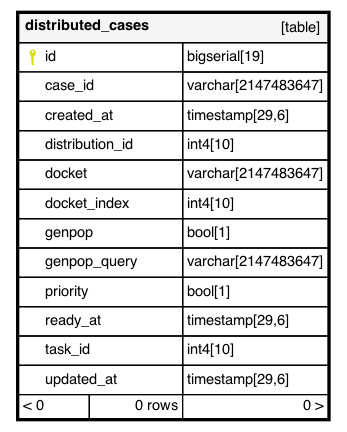 distributed_cases [table]
id bigserial[19]
case_id varchar[2147483647]
created_at timestamp[29,6]
distribution_id int4[10]
docket varchar[2147483647]
docket_index int4[10]
genpop bool[1]
genpop_query varchar[2147483647]
priority bool[1]
ready_at timestamp[29,6]
task_id int4[10]
updated_at timestamp[29,6]
< 0 0 rows 0 >